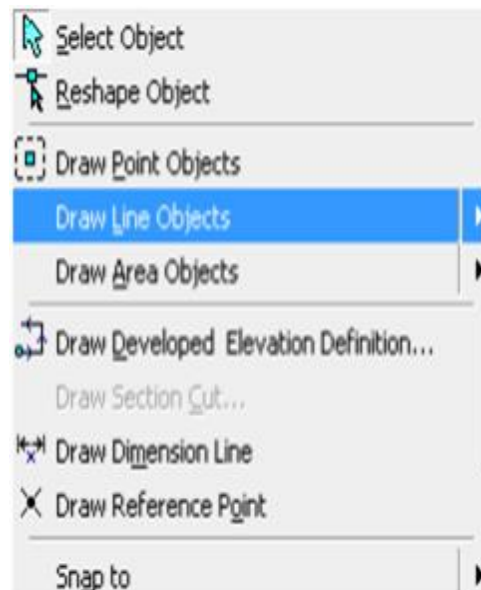 Select Object
Reshape Object
Draw Point Objects
Draw Line Objects
Draw Area Objects
Draw Developed Elevation Definition...
Draw Section Cut...
Draw Dimension Line
Draw Reference Point
Snap to